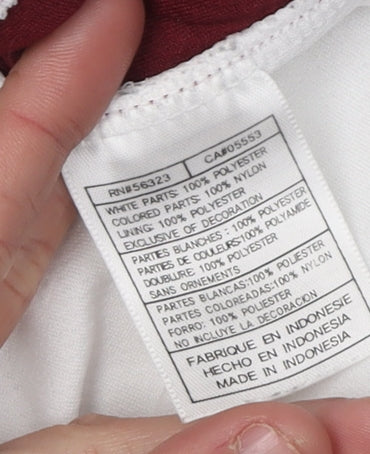 RN#56323 CA#05553
WHITE PARTS: 100% POLYESTER
COLORED PARTS: 100% NYLON
LINING: 100% POLYESTER
EXCLUSIVE OF DECORATION
PARTIES BLANCHES : 100% POLYESTER
PARTIES DE COULEURS:100% POLYAMIDE
DOUBLURE 100% POLYESTER
SANS ORNEMENTS
PARTES BLANCAS:100% POLIESTER
PARTES COLOREADAS:100% NYLON
FORRO: 100% POLIESTER
NO INCLUYE LA DECORACIÓN
FABRIQUE EN INDONESIE
HECHO EN INDONESIA
MADE IN INDONESIA